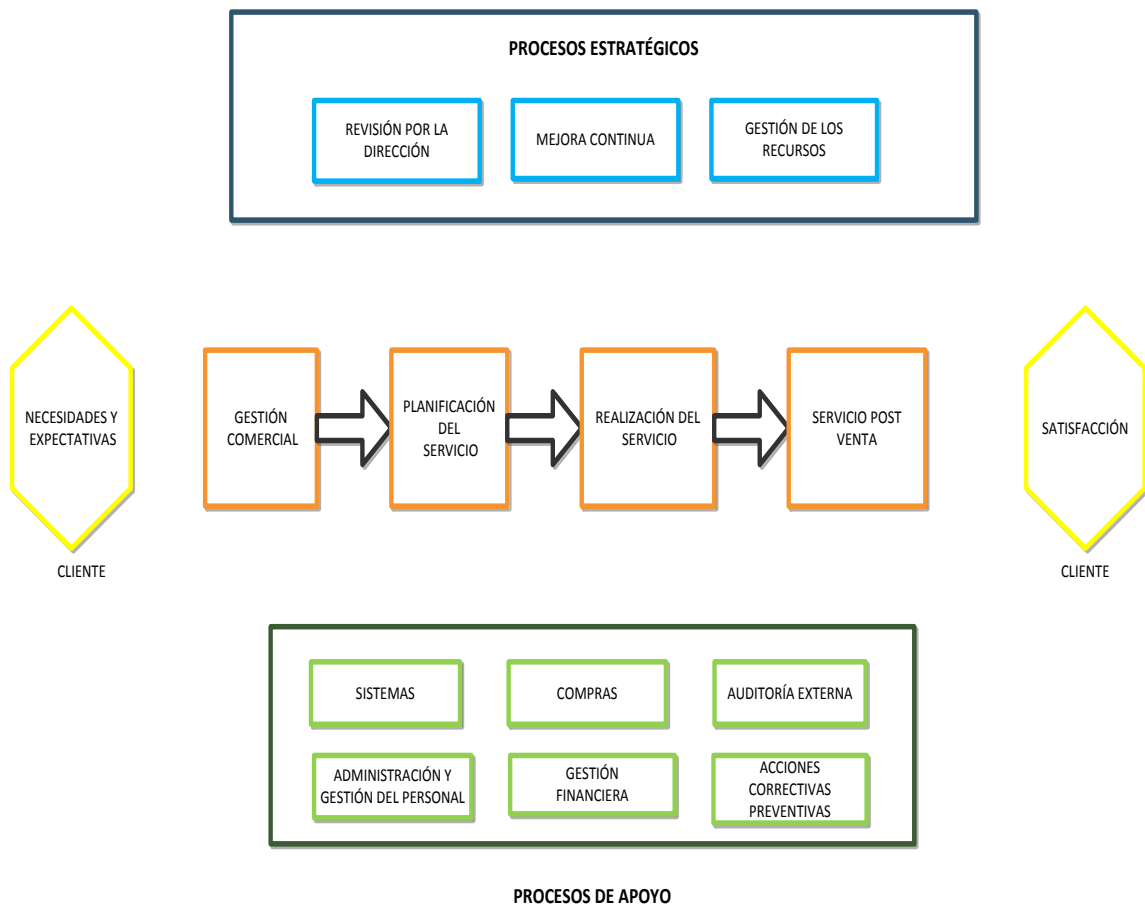 PROCESOS ESTRATÉGICOS
REVISIÓN POR LA
DIRECCIÓN
MEJORA CONTINUA
GESTIÓN DE LOS
RECURSOS
NECESIDADES Y
EXPECTATIVAS
CLIENTE
GESTIÓN
COMERCIAL
PLANIFICACIÓN
DEL
SERVICIO
REALIZACIÓN DEL
SERVICIO
SERVICIO POST
VENTA
SATISFACCIÓN
CLIENTE
SISTEMAS
COMPRAS
AUDITORÍA EXTERNA
ADMINISTRACIÓN Y
GESTIÓN DEL PERSONAL
GESTIÓN
FINANCIERA
ACCIONES
CORRECTIVAS
PREVENTIVAS
PROCESOS DE APOYO